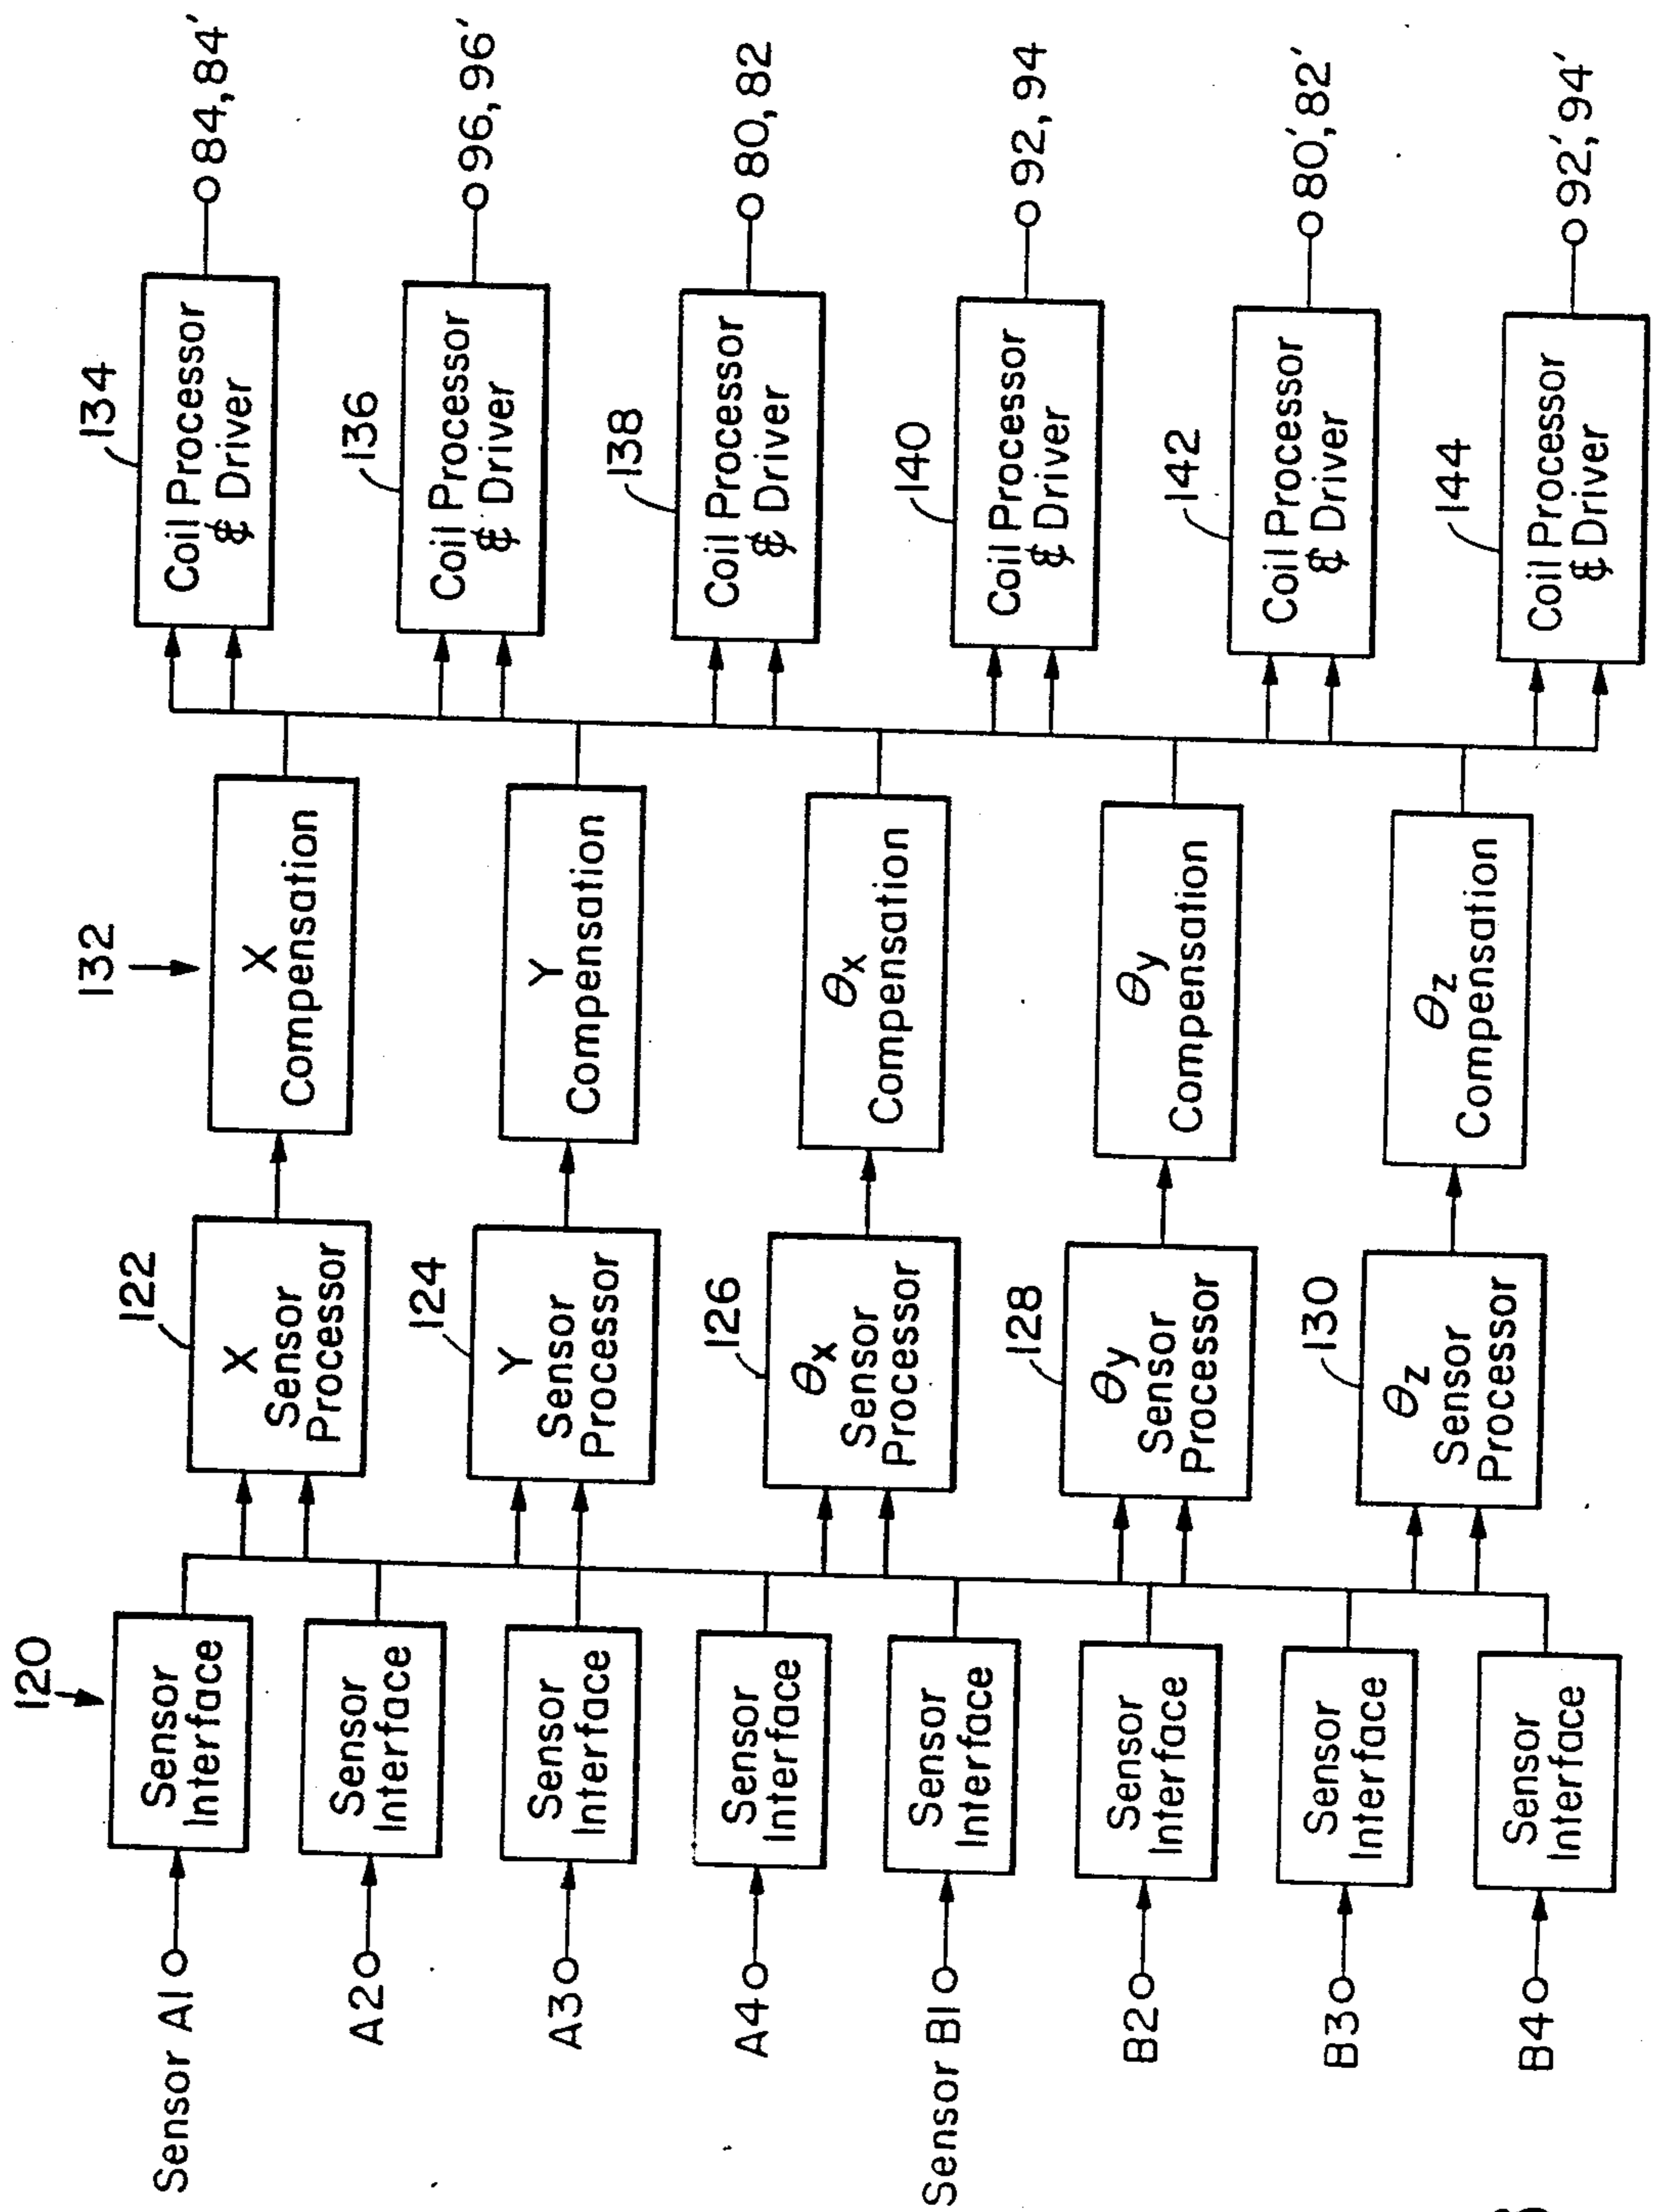 120
Sensor A1
Sensor
Interface
A2
Sensor
Interface
A3
Sensor
Interface
A4
Sensor
Interface
Sensor B1
Sensor
Interface
B2
Sensor
Interface
B3
Sensor
Interface
B4
Sensor
Interface
122
X
Sensor
Processor
124
Y
Sensor
Processor
126
θx
Sensor
Processor
128
θy
Sensor
Processor
130
θz
Sensor
Processor
132
X
Compensation
Y
Compensation
θx
Compensation
θy
Compensation
θz
Compensation
134
Coil Processor
& Driver
84, 84'
136
Coil Processor
& Driver
96, 96'
138
Coil Processor
& Driver
80, 82
140
Coil Processor
& Driver
92, 94
142
Coil Processor
& Driver
80', 82'
144
Coil Processor
& Driver
92', 94'